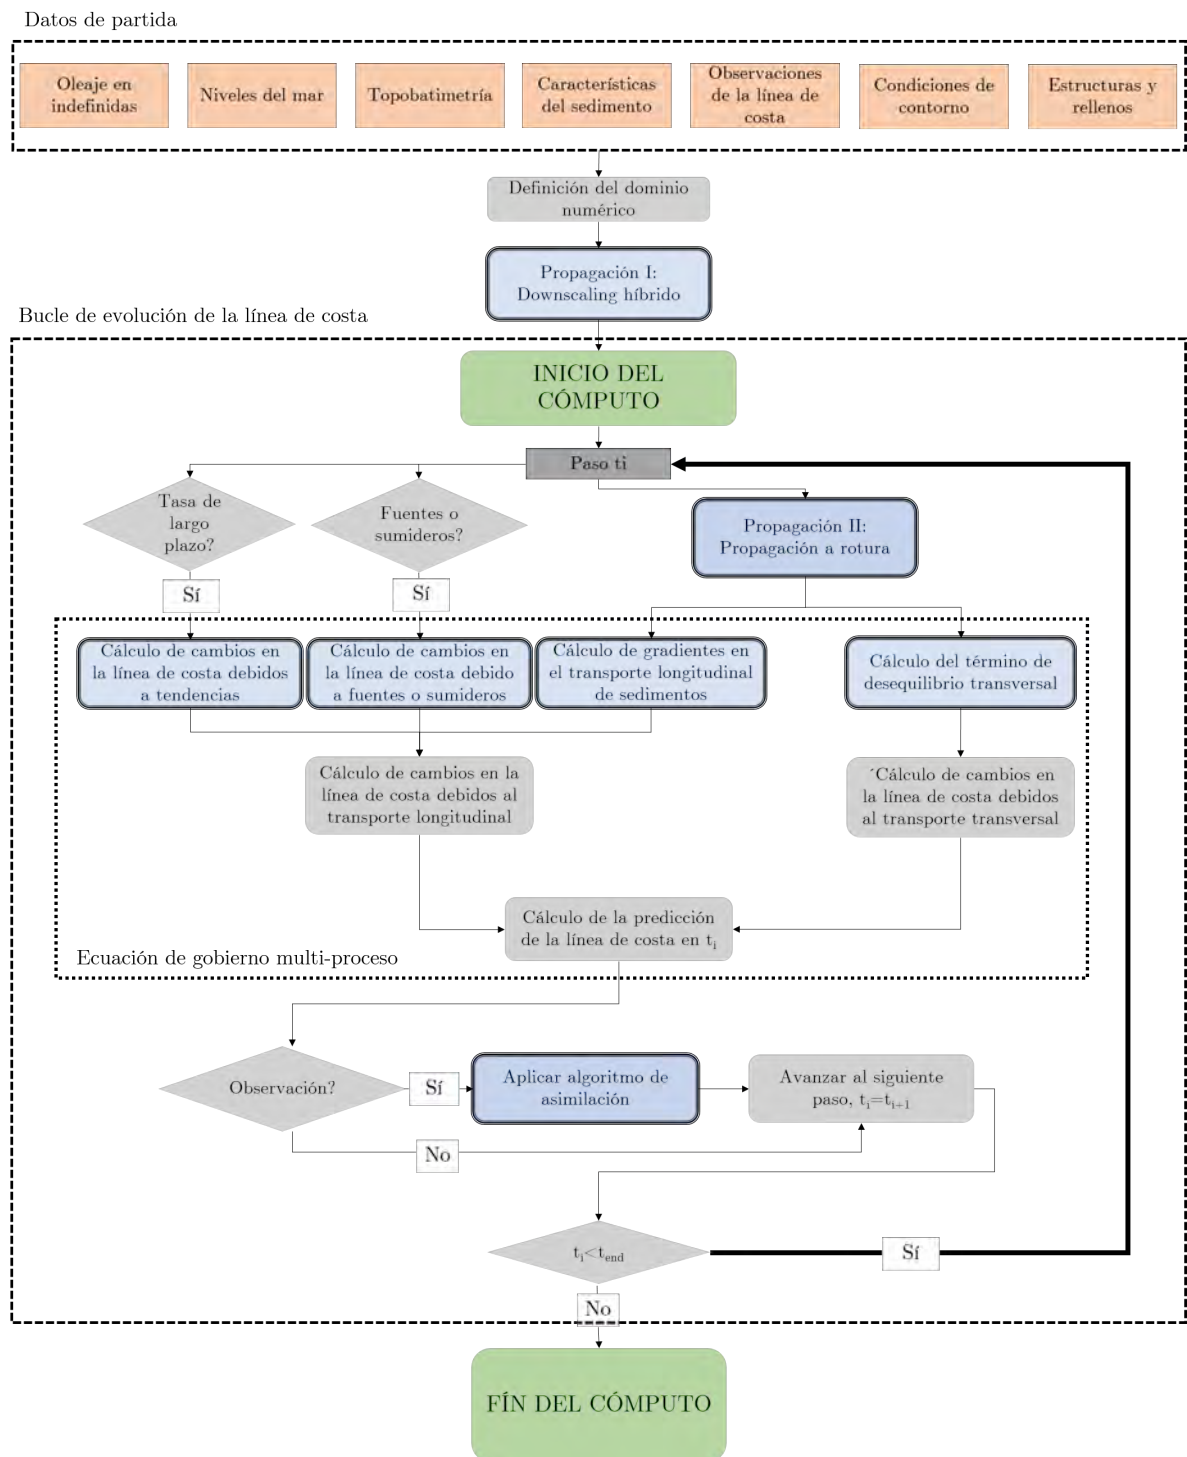 Datos de partida
Oleaje en
indefinidas
Niveles del mar
Topobatimetría
Características
del sedimento
Observaciones
de la línea de
costa
Condiciones de
contorno
Estructuras y
rellenos
Definición del dominio
numérico
Propagación I:
Downscaling híbrido
Bucle de evolución de la línea de costa
INICIO DEL
CÓMPUTO
Paso ti
Tasa de
largo
plazo?
Fuentes o
sumideros?
Propagación II:
Propagación a rotura
Sí
Sí
Cálculo de cambios en
la línea de costa debidos
a tendencias
Cálculo de cambios en
la línea de costa debido
a fuentes o sumideros
Cálculo de gradientes en
el transporte longitudinal
de sedimentos
Cálculo del término de
desequilibrio transversal
Cálculo de cambios en la
línea de costa debidos al
transporte longitudinal
´Cálculo de cambios en
la línea de costa debidos
al transporte transversal
Cálculo de la predicción
de la línea de costa en tᵢ
Ecuación de gobierno multi-proceso
Observación?
Sí
Aplicar algoritmo de
asimilación
Avanzar al siguiente
paso, tᵢ=tᵢ₊₁
No
tᵢ<t_end
Sí
No
FÍN DEL CÓMPUTO